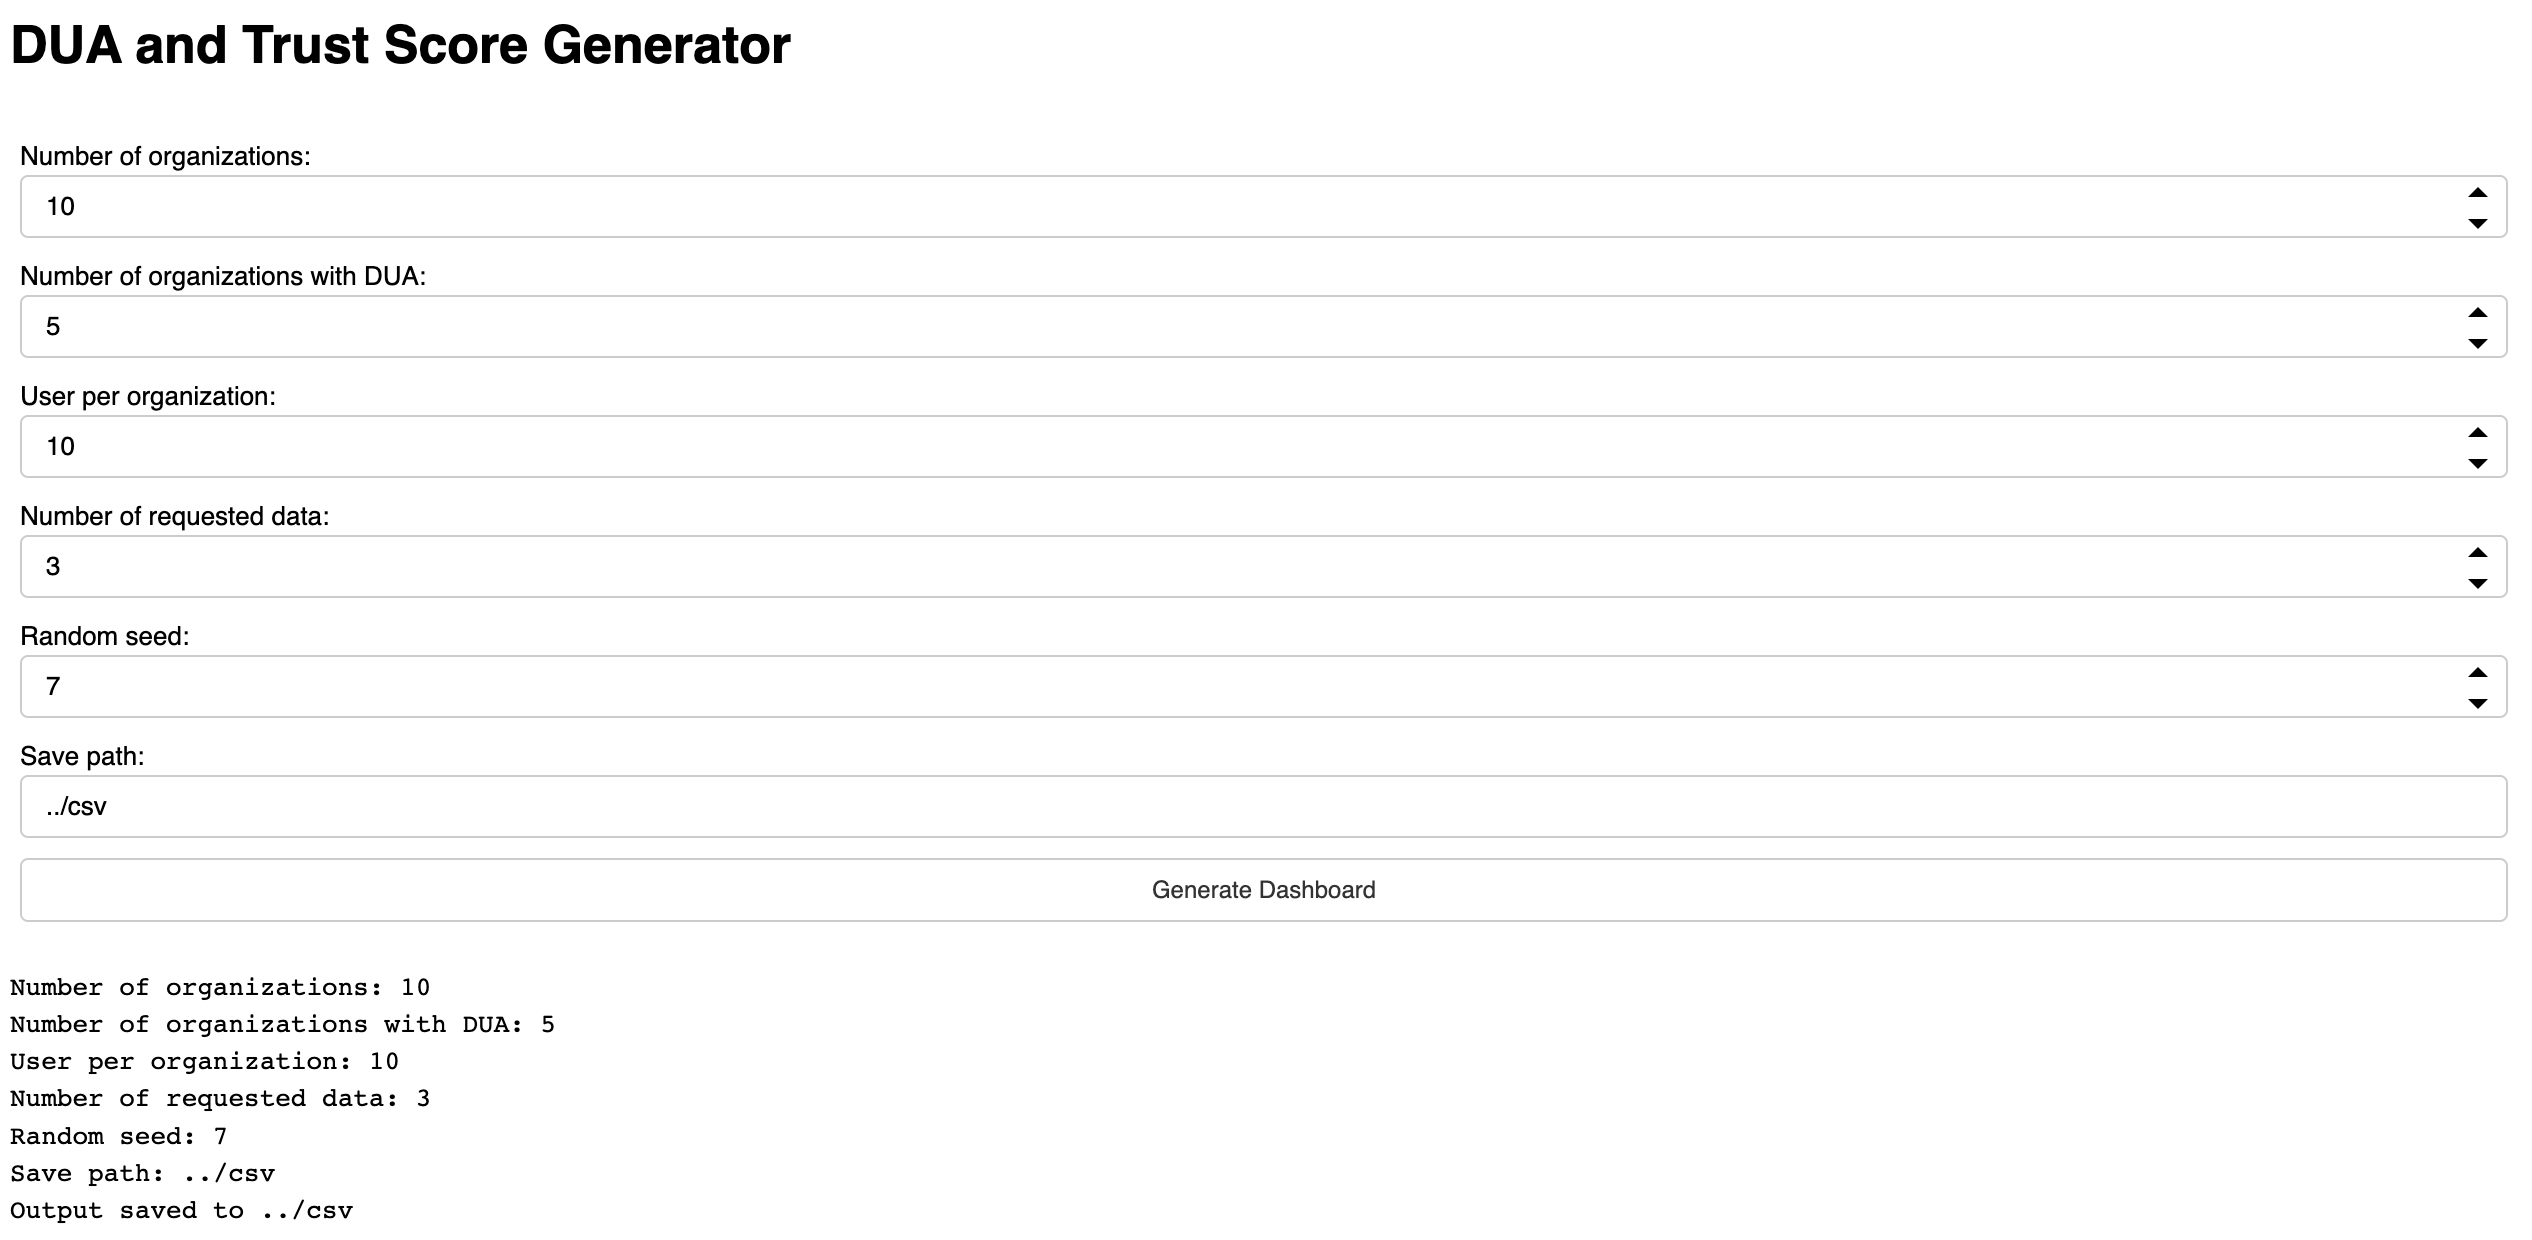 DUA and Trust Score Generator
Number of organizations:
10
Number of organizations with DUA:
5
User per organization:
10
Number of requested data:
3
Random seed:
7
Save path:
../csv
Generate Dashboard
Number of organizations: 10
Number of organizations with DUA: 5
User per organization: 10
Number of requested data: 3
Random seed: 7
Save path: ../csv
Output saved to ../csv